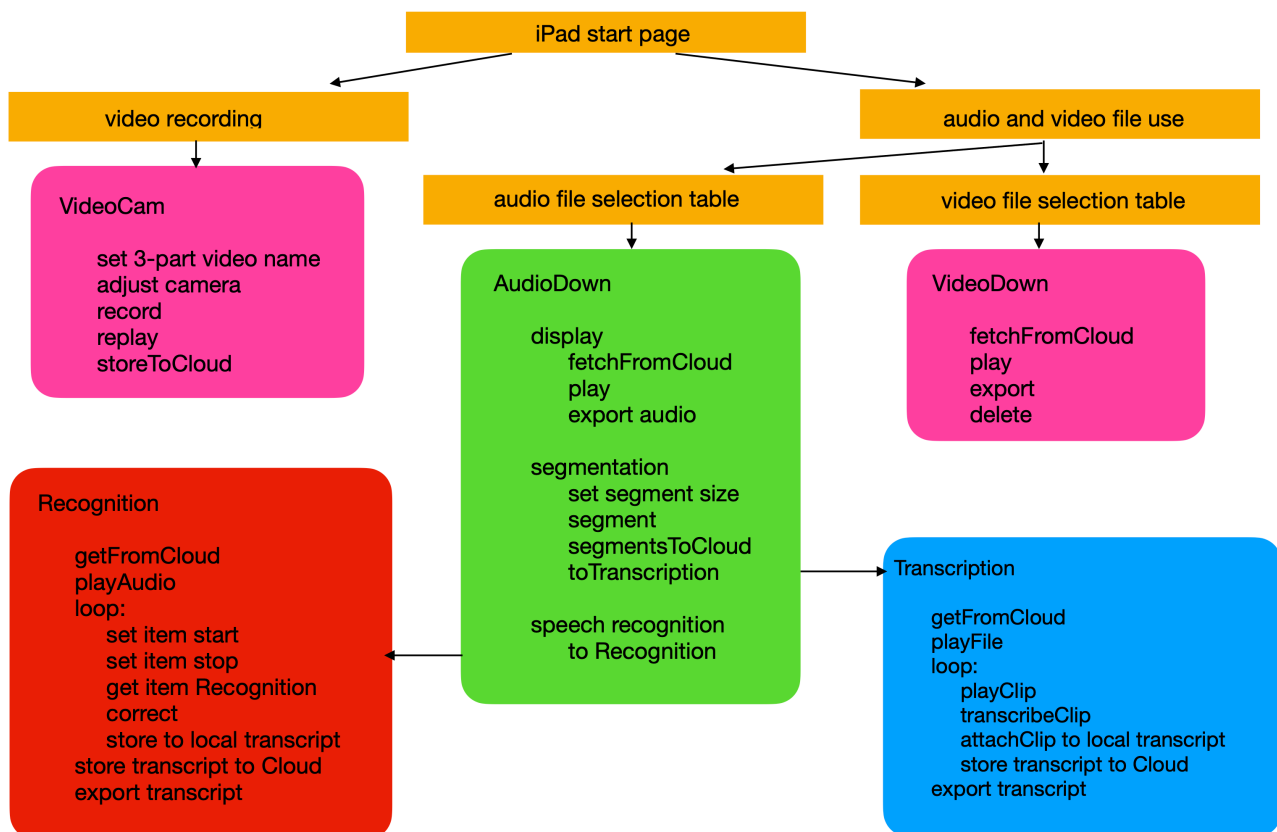 iPad start page
video recording
audio and video file use
audio file selection table
video file selection table
VideoCam
set 3-part video name
adjust camera
record
replay
storeToCloud
AudioDown
display
fetchFromCloud
play
export audio
segmentation
set segment size
segment
segmentsToCloud
toTranscription
speech recognition
to Recognition
VideoDown
fetchFromCloud
play
export
delete
Recognition
getFromCloud
playAudio
loop:
set item start
set item stop
get item Recognition
correct
store to local transcript
store transcript to Cloud
export transcript
Transcription
getFromCloud
playFile
loop:
playClip
transcribeClip
attachClip to local transcript
store transcript to Cloud
export transcript